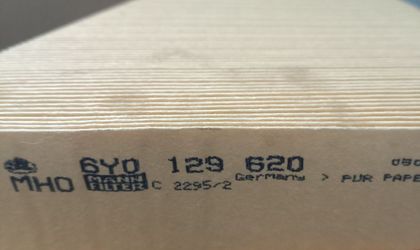 6Y0 129 620
MHO MANN FILTER C 2295/2 Germany > PUR PAPE